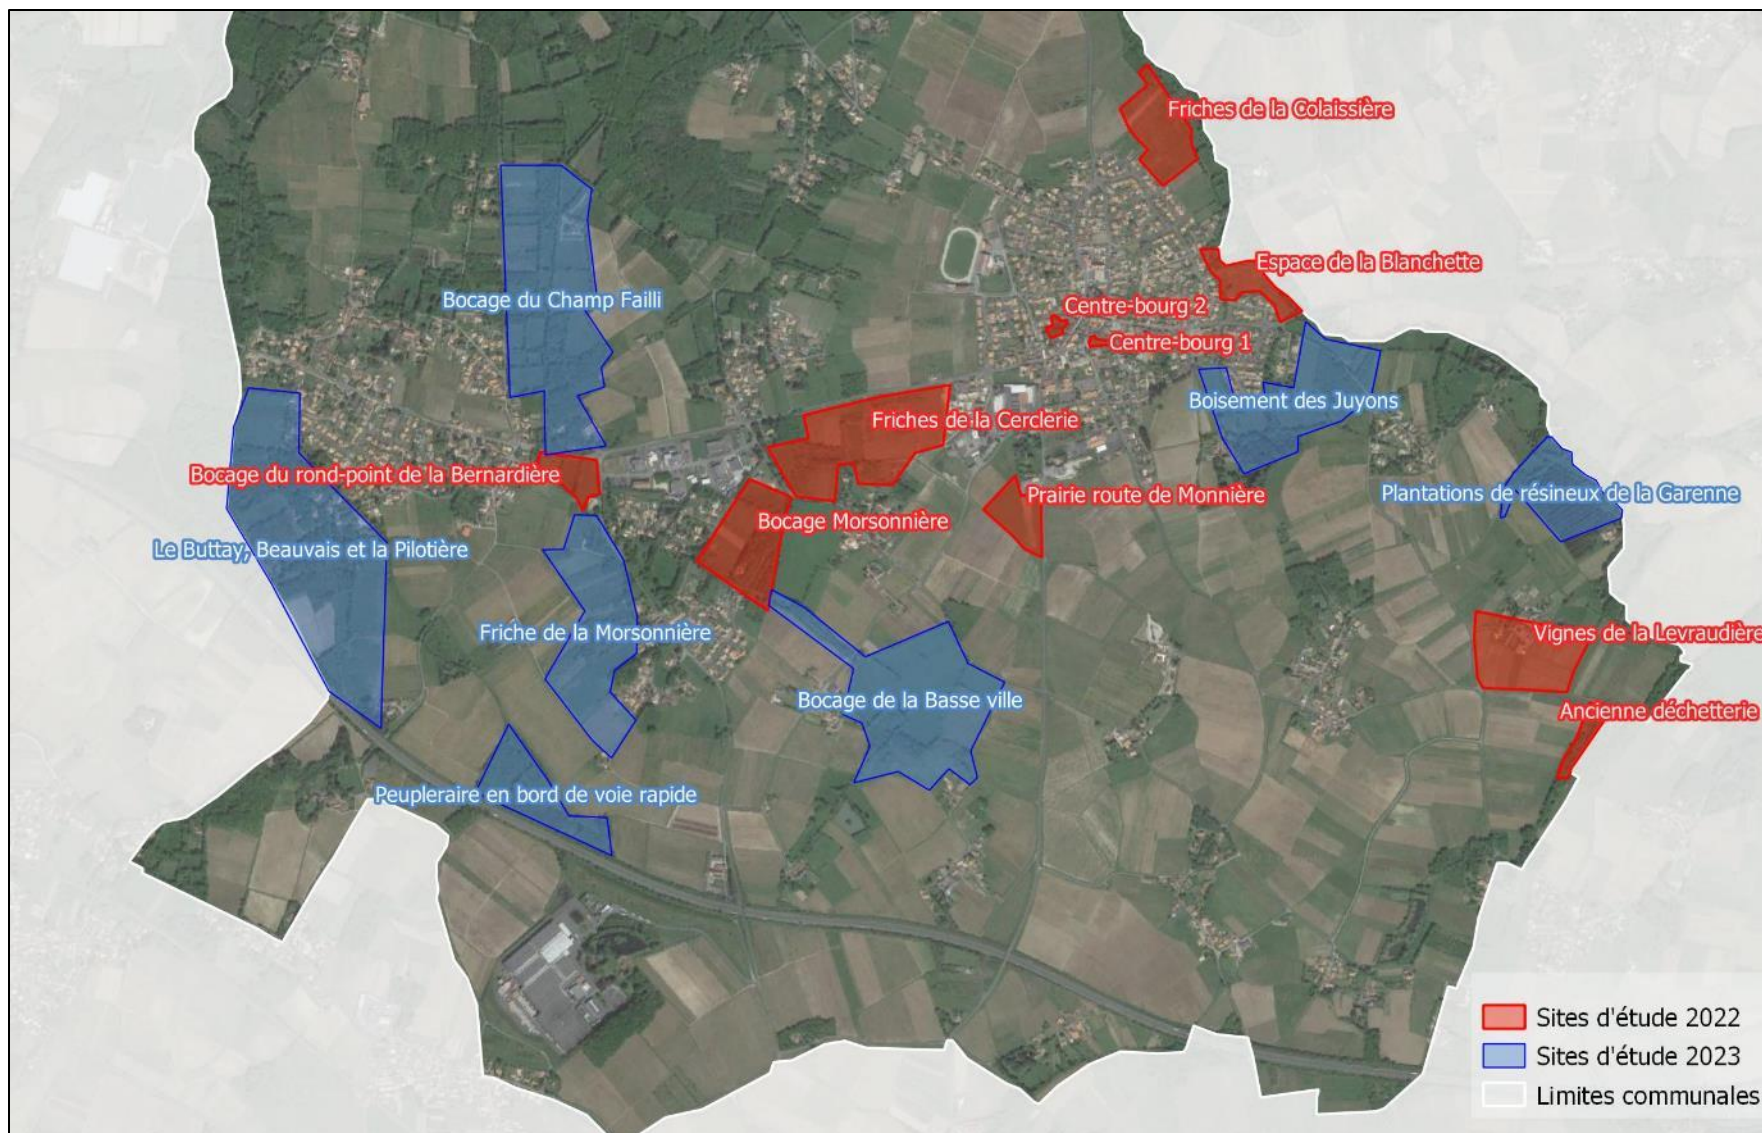 Friches de la Colaissière
Espace de la Blanchette
Bocage du Champ Failli
Centre-bourg 2
Centre-bourg 1
Boisement des Juyons
Friches de la Cerclerie
Bocage du rond-point de la Bernardière
Prairie route de Monnière
Plantations de résineux de la Garenne
Bocage Morsonnière
Le Buttay, Beauvais et la Pilotière
Friche de la Morsonnière
Vignes de la Levraudière
Bocage de la Basse ville
Ancienne déchetterie
Peupleraire en bord de voie rapide
Sites d'étude 2022
Sites d'étude 2023
Limites communales